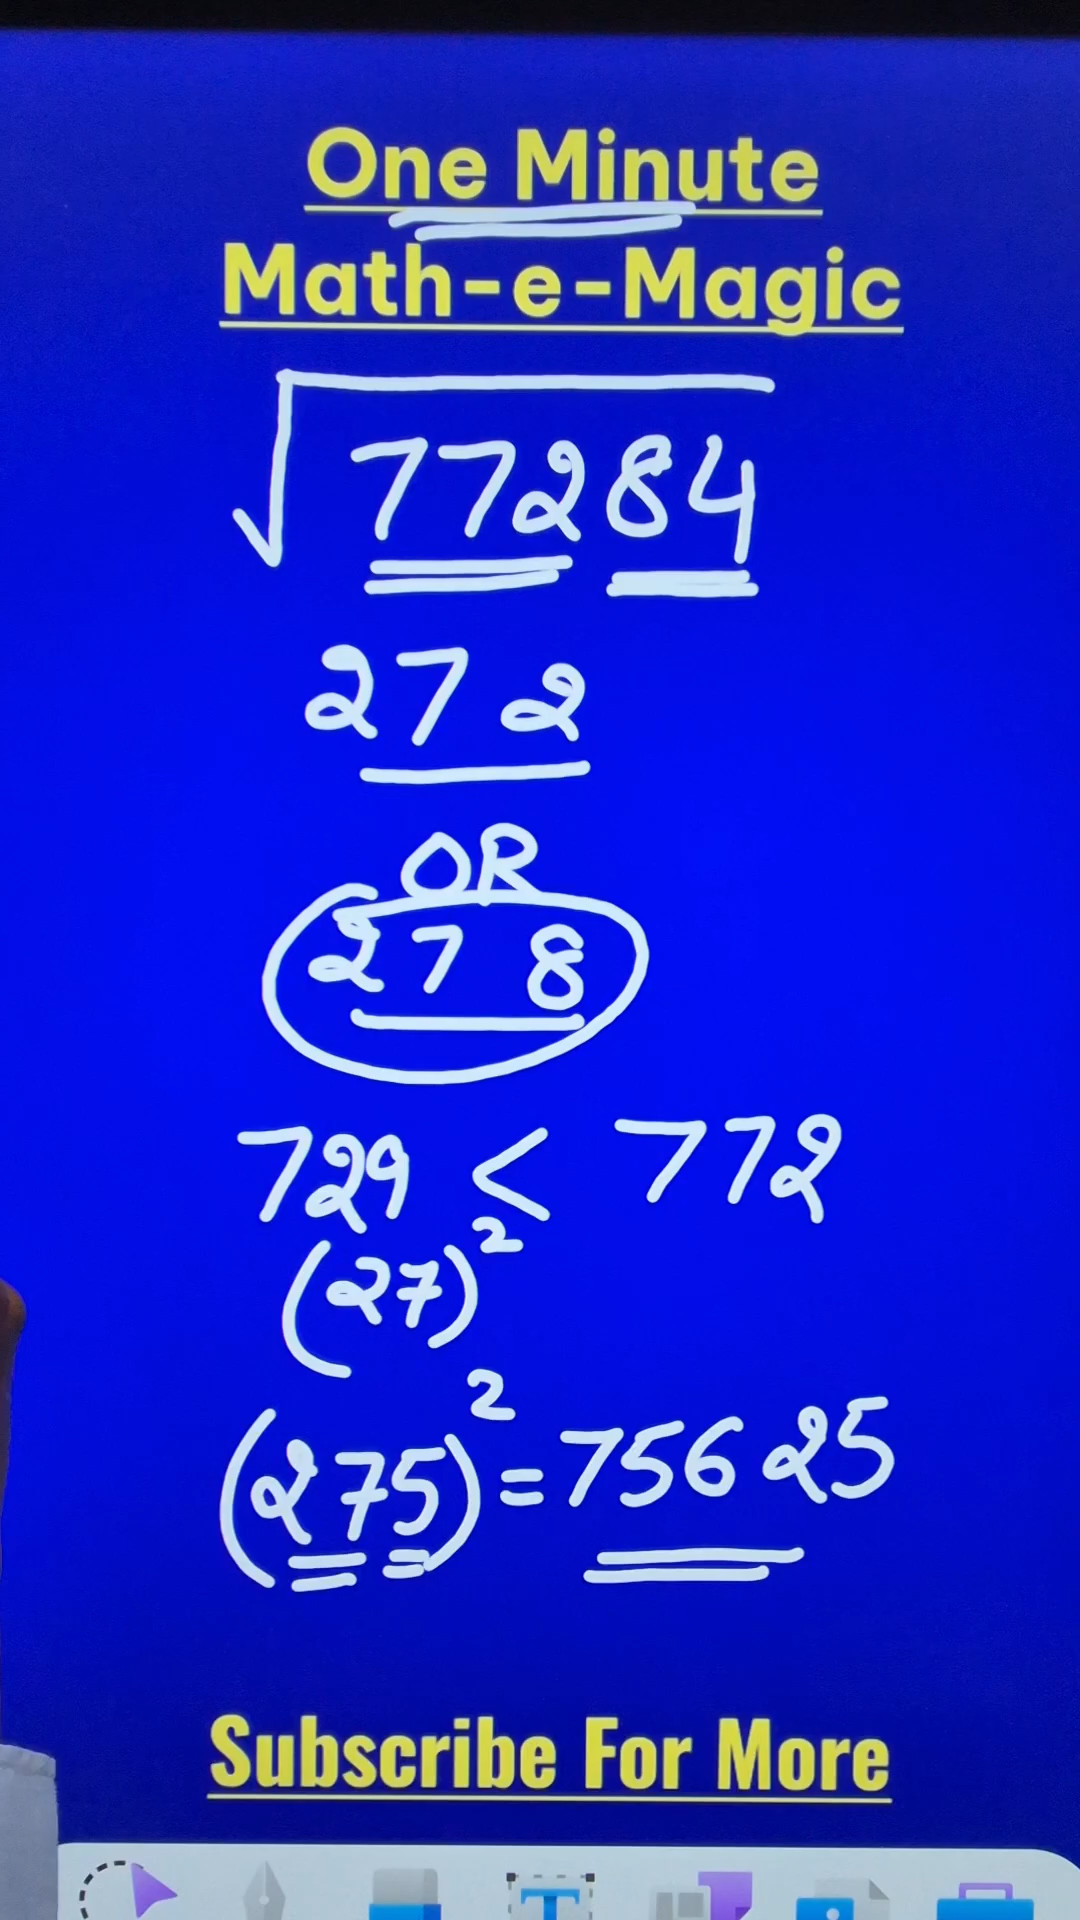 One Minute
Math-e-Magic
√77284
272
OR
278
729 < 772
(27)²
(275)² = 75625
Subscribe For More
T